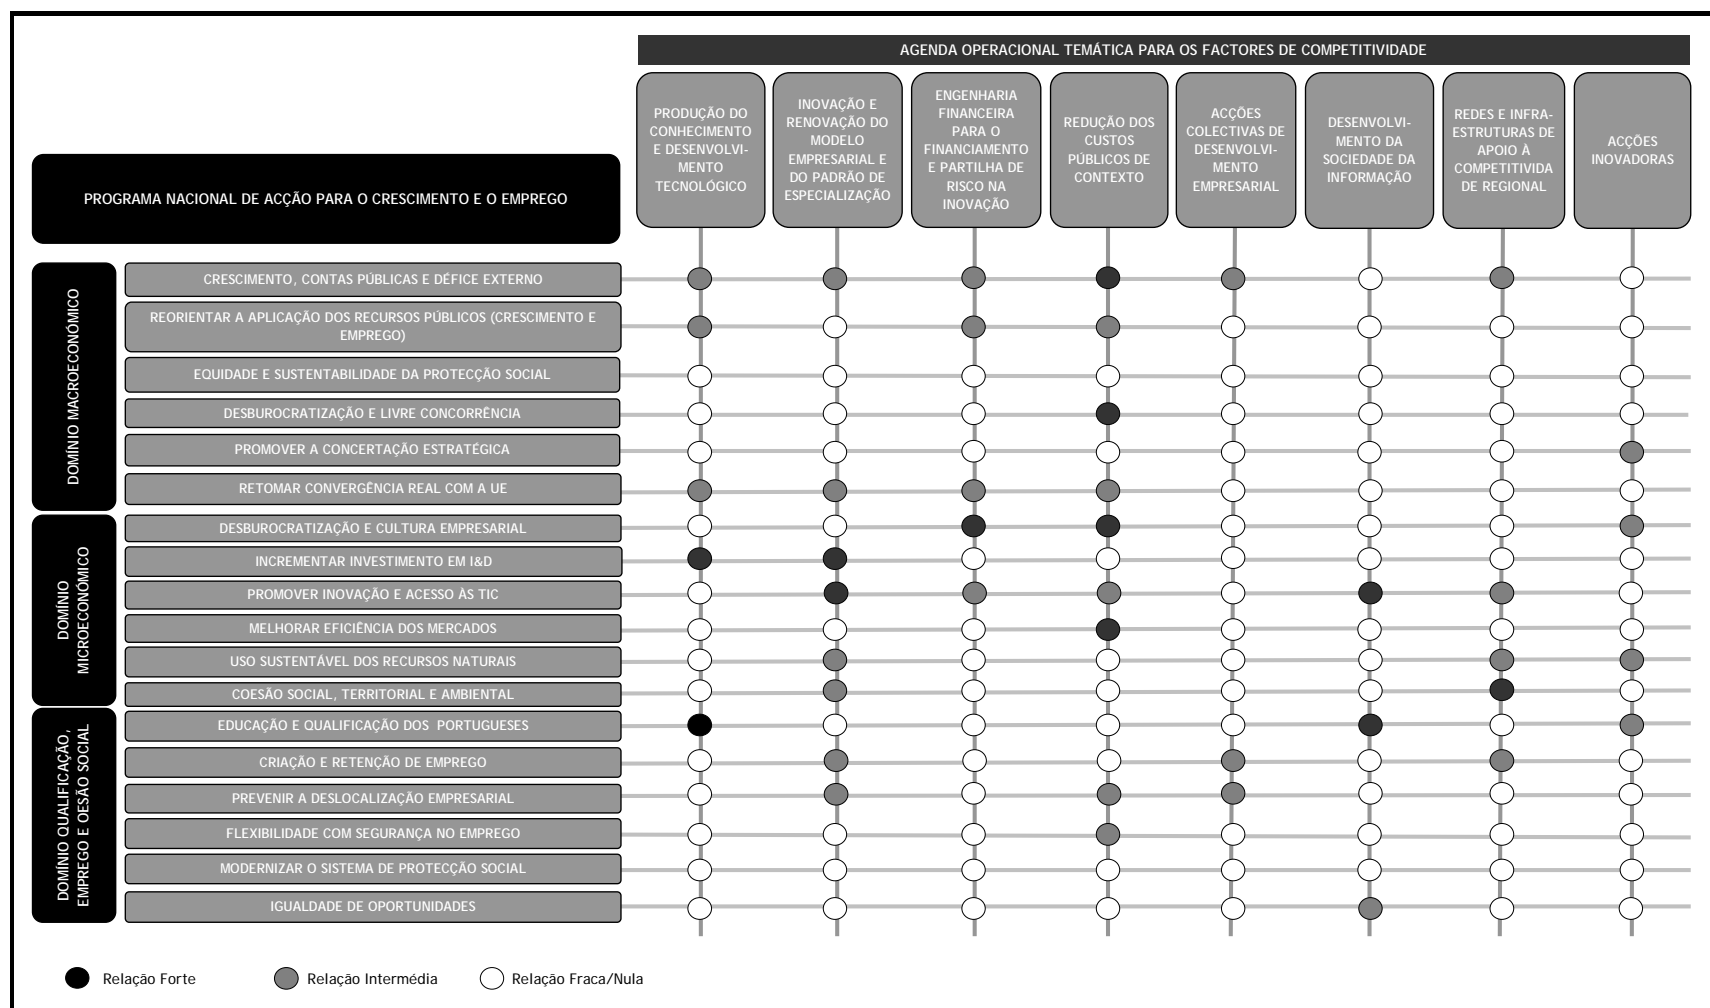 AGENDA OPERACIONAL TEMÁTICA PARA OS FACTORES DE COMPETITIVIDADE
PRODUÇÃO DO
CONHECIMENTO
E DESENVOLVI-
MENTO
TECNOLÓGICO
INOVAÇÃO E
RENOVAÇÃO DO
MODELO
EMPRESARIAL E
DO PADRÃO DE
ESPECIALIZAÇÃO
ENGENHARIA
FINANCEIRA
PARA O
FINANCIAMENTO
E PARTILHA DE
RISCO NA
INOVAÇÃO
REDUÇÃO DOS
CUSTOS
PÚBLICOS DE
CONTEXTO
ACÇÕES
COLECTIVAS DE
DESENVOLVI-
MENTO
EMPRESARIAL
DESENVOLVI-
MENTO DA
SOCIEDADE DA
INFORMAÇÃO
REDES E INFRA-
ESTRUTURAS DE
APOIO À
COMPETITIVIDA
DE REGIONAL
ACÇÕES
INOVADORAS
PROGRAMA NACIONAL DE ACÇÃO PARA O CRESCIMENTO E O EMPREGO
DOMÍNIO MACROECONÓMICO
CRESCIMENTO, CONTAS PÚBLICAS E DÉFICE EXTERNO
REORIENTAR A APLICAÇÃO DOS RECURSOS PÚBLICOS (CRESCIMENTO E
EMPREGO)
EQUIDADE E SUSTENTABILIDADE DA PROTECÇÃO SOCIAL
DESBUROCRATIZAÇÃO E LIVRE CONCORRÊNCIA
PROMOVER A CONCERTAÇÃO ESTRATÉGICA
RETOMAR CONVERGÊNCIA REAL COM A UE
DOMÍNIO
MICROECONÓMICO
DESBUROCRATIZAÇÃO E CULTURA EMPRESARIAL
INCREMENTAR INVESTIMENTO EM I&D
PROMOVER INOVAÇÃO E ACESSO ÀS TIC
MELHORAR EFICIÊNCIA DOS MERCADOS
USO SUSTENTÁVEL DOS RECURSOS NATURAIS
COESÃO SOCIAL, TERRITORIAL E AMBIENTAL
DOMÍNIO QUALIFICAÇÃO,
EMPREGO E OESÃO SOCIAL
EDUCAÇÃO E QUALIFICAÇÃO DOS PORTUGUESES
CRIAÇÃO E RETENÇÃO DE EMPREGO
PREVENIR A DESLOCALIZAÇÃO EMPRESARIAL
FLEXIBILIDADE COM SEGURANÇA NO EMPREGO
MODERNIZAR O SISTEMA DE PROTECÇÃO SOCIAL
IGUALDADE DE OPORTUNIDADES
Relação Forte
Relação Intermédia
Relação Fraca/Nula